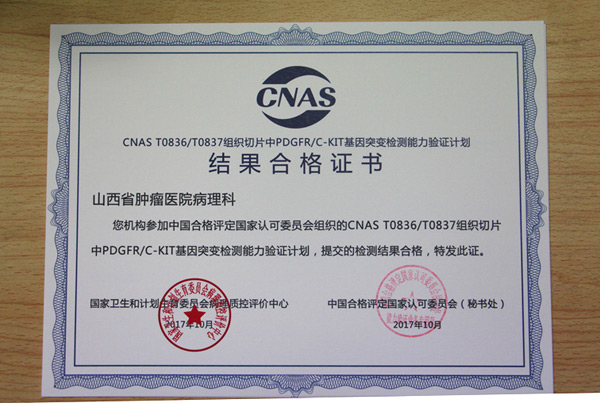 CNAS
CNAS T0836/T0837组织切片中PDGFR/C-KIT基因突变检测能力验证计划
结果合格证书
山西省肿瘤医院病理科
您机构参加中国合格评定国家认可委员会组织的CNAS T0836/T0837组织切片
中PDGFR/C-KIT基因突变检测能力验证计划，提交的检测结果合格，特发此证。
国家卫生和计划生育委员会病理质控评价中心
2017年10月
中国合格评定国家认可委员会（秘书处）
2017年10月